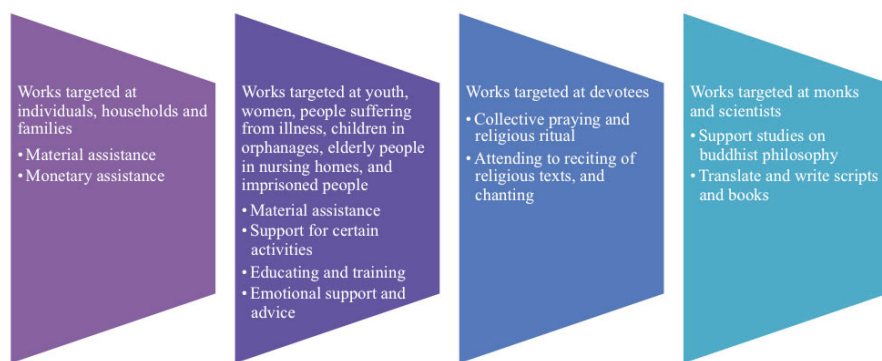 Works targeted at
individuals, households and
families
• Material assistance
• Monetary assistance
Works targeted at youth,
women, people suffering
from illness, children in
orphanages, elderly people
in nursing homes, and
imprisoned people
• Material assistance
• Support for certain
activities
• Educating and training
• Emotional support and
advice
Works targeted at devotees
• Collective praying and
religious ritual
• Attending to reciting of
religious texts, and
chanting
Works targeted at monks
and scientists
• Support studies on
buddhist philosophy
• Translate and write scripts
and books